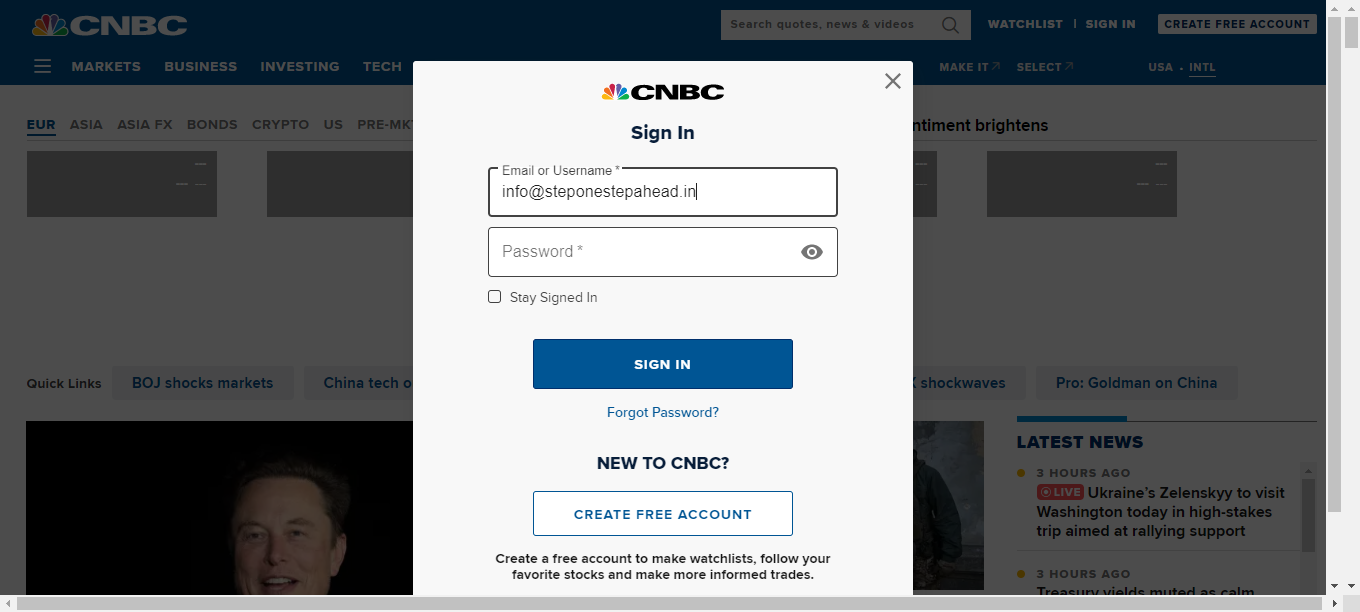 CNBC
Search quotes, news & videos
WATCHLIST | SIGN IN
CREATE FREE ACCOUNT
MARKETS BUSINESS INVESTING TECH
MAKE IT SELECT
USA • INTL
EUR ASIA ASIA FX BONDS CRYPTO US PRE-MK
ntiment brightens
CNBC
Sign In
Email or Username *
info@steponestepahead.in
Password *
Stay Signed In
SIGN IN
Forgot Password?
NEW TO CNBC?
CREATE FREE ACCOUNT
Create a free account to make watchlists, follow your
favorite stocks and make more informed trades.
Quick Links BOJ shocks markets China tech o K shockwaves Pro: Goldman on China
LATEST NEWS
3 HOURS AGO
LIVE Ukraine's Zelenskyy to visit
Washington today in high-stakes
trip aimed at rallying support
3 HOURS AGO
Treasury yields muted as calm